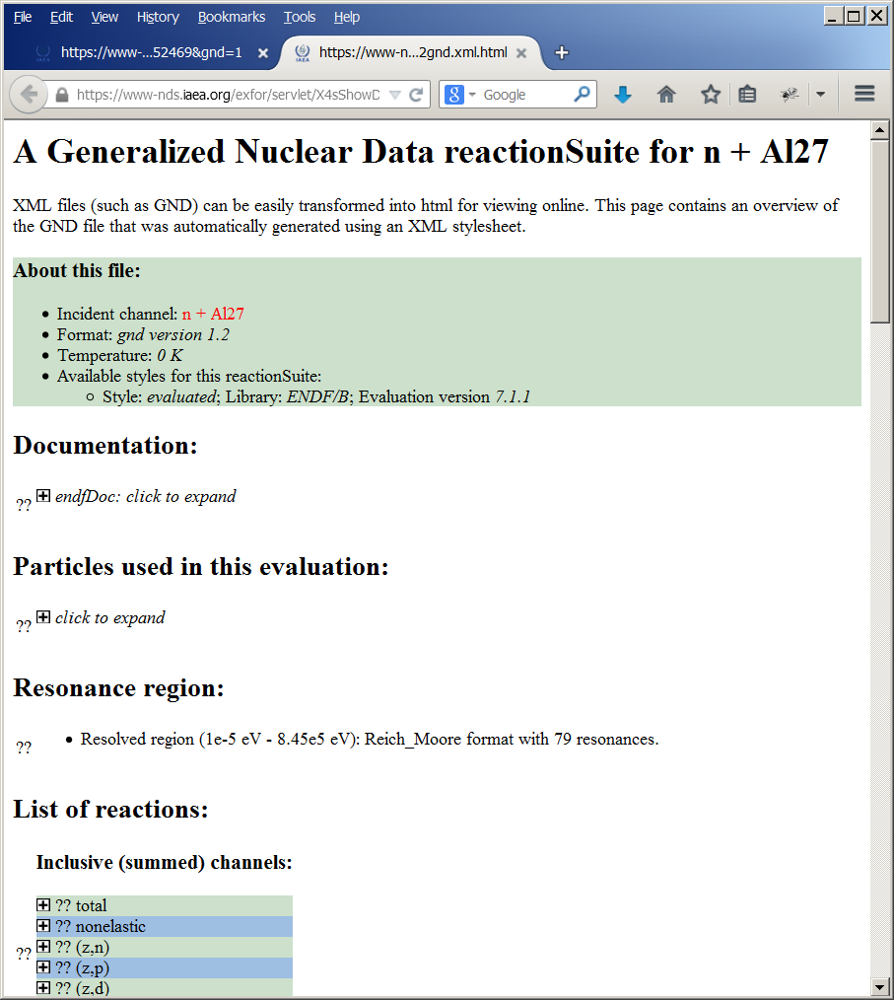 File Edit View History Bookmarks Tools Help
https://www-...52469&gnd=1 https://www-n...2gnd.xml.html
https://www-nds.iaea.org/exfor/servlet/X4sShowD Google
A Generalized Nuclear Data reactionSuite for n + Al27
XML files (such as GND) can be easily transformed into html for viewing online. This page contains an overview of
the GND file that was automatically generated using an XML stylesheet.
About this file:
• Incident channel: n + Al27
• Format: gnd version 1.2
• Temperature: 0 K
• Available styles for this reactionSuite:
○ Style: evaluated; Library: ENDF/B; Evaluation version 7.1.1
Documentation:
?? endfDoc: click to expand
Particles used in this evaluation:
?? click to expand
Resonance region:
?? • Resolved region (1e-5 eV - 8.45e5 eV): Reich_Moore format with 79 resonances.
List of reactions:
Inclusive (summed) channels:
?? total
?? nonelastic
?? ?? (z,n)
?? (z,p)
?? (z,d)